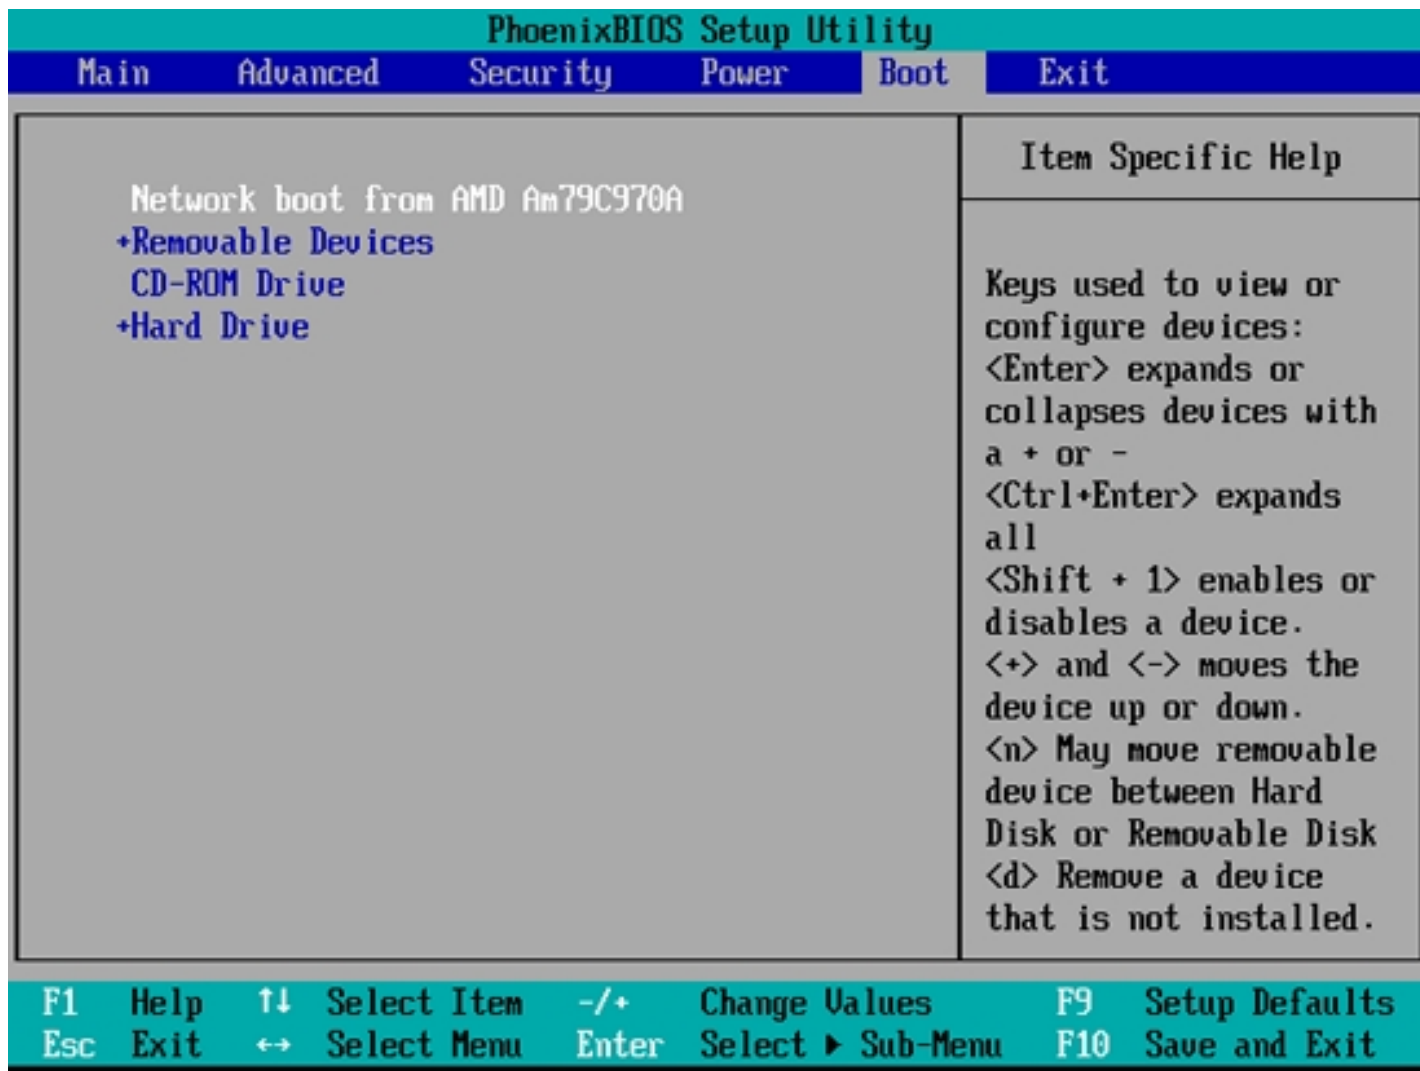 PhoenixBIOS Setup Utility
Main Advanced Security Power Boot Exit
Network boot from AMD Am79C970A
+Removable Devices
CD-ROM Drive
+Hard Drive
Item Specific Help
Keys used to view or
configure devices:
<Enter> expands or
collapses devices with
a + or -
<Ctrl+Enter> expands
all
<Shift + 1> enables or
disables a device.
<+> and <-> moves the
device up or down.
<n> May move removable
device between Hard
Disk or Removable Disk
<d> Remove a device
that is not installed.
F1 Help ↑↓ Select Item -/+ Change Values F9 Setup Defaults
Esc Exit ↔ Select Menu Enter Select ▶ Sub-Menu F10 Save and Exit